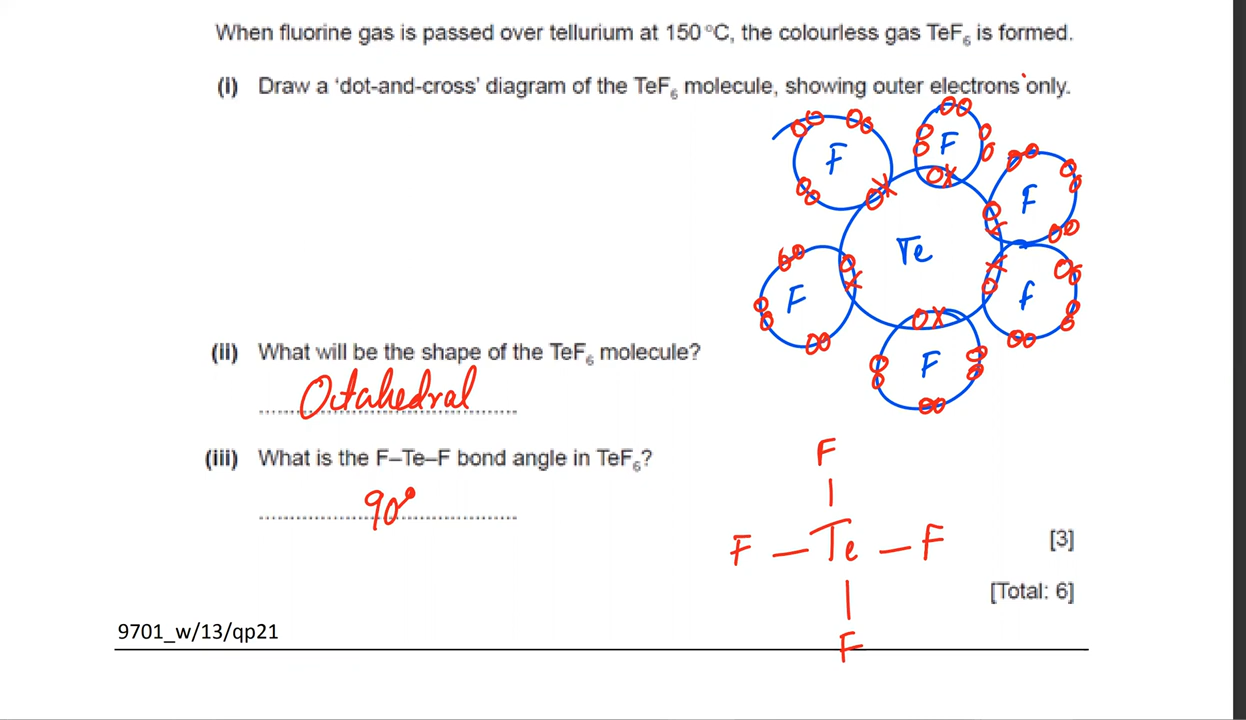 When fluorine gas is passed over tellurium at 150 °C, the colourless gas TeF₆ is formed.
(i) Draw a 'dot-and-cross' diagram of the TeF₆ molecule, showing outer electrons only.
F
F
F
Te
F
f
F
(ii) What will be the shape of the TeF₆ molecule?
Octahedral
(iii) What is the F–Te–F bond angle in TeF₆?
90°
F
F – Te – F
F
[3]
[Total: 6]
9701_w/13/qp21